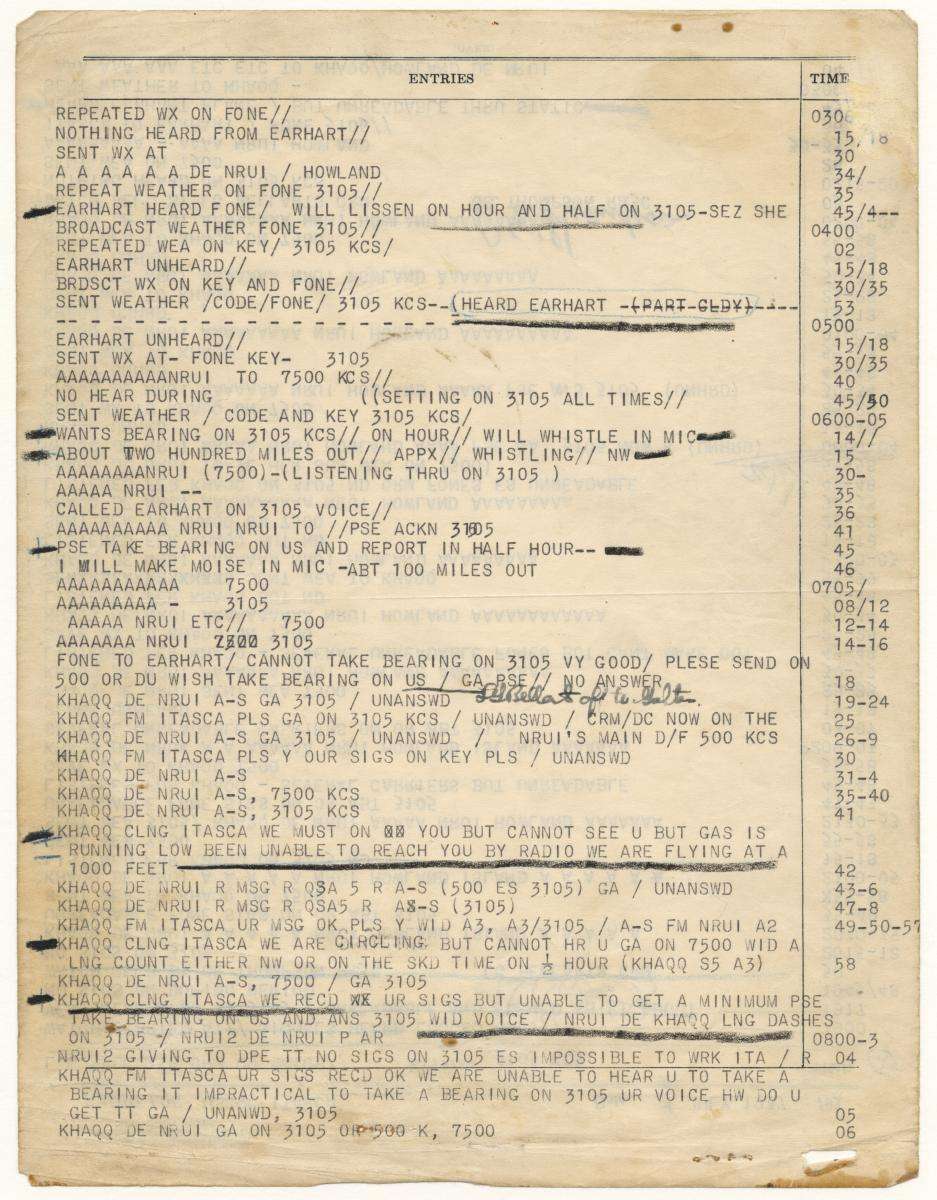 ENTRIES TIME
REPEATED WX ON FONE// 0306
NOTHING HEARD FROM EARHART// 15, 18
SENT WX AT 30
A A A A A A DE NRUI / HOWLAND 34/
REPEAT WEATHER ON FONE 3105// 35
EARHART HEARD FONE/ WILL LISSEN ON HOUR AND HALF ON 3105-SEZ SHE 45/4--
BROADCAST WEATHER FONE 3105// 0400
REPEATED WEA ON KEY/ 3105 KCS/ 02
EARHART UNHEARD// 15/18
BRDSCT WX ON KEY AND FONE// 30/35
SENT WEATHER /CODE/FONE/ 3105 KCS--(HEARD EARHART -(PART CLDY)---- 53
- - - - - - - - - - - - - - - - - - 0500
EARHART UNHEARD// 15/18
SENT WX AT- FONE KEY- 3105 30/35
AAAAAAAAAANRUI TO 7500 KCS// 40
NO HEAR DURING ((SETTING ON 3105 ALL TIMES// 45/50
SENT WEATHER / CODE AND KEY 3105 KCS/ 0600-05
WANTS BEARING ON 3105 KCS// ON HOUR// WILL WHISTLE IN MIC 14//
ABOUT TWO HUNDRED MILES OUT// APPX// WHISTLING// NW 15
AAAAAAAANRUI (7500)-(LISTENING THRU ON 3105 ) 30-
AAAAA NRUI -- 35
CALLED EARHART ON 3105 VOICE// 36
AAAAAAAAAA NRUI NRUI TO //PSE ACKN 3105 41
PSE TAKE BEARING ON US AND REPORT IN HALF HOUR-- 45
I WILL MAKE MOISE IN MIC -ABT 100 MILES OUT 46
AAAAAAAAAAA 7500 0705/
AAAAAAAAA - 3105 08/12
AAAAA NRUI ETC// 7500 12-14
AAAAAAA NRUI 7500 3105 14-16
FONE TO EARHART/ CANNOT TAKE BEARING ON 3105 VY GOOD/ PLESE SEND ON
500 OR DU WISH TAKE BEARING ON US / GA PSE// NO ANSWER 18
KHAQQ DE NRUI A-S GA 3105 / UNANSWD 19-24
KHAQQ FM ITASCA PLS GA ON 3105 KCS / UNANSWD / CRM/DC NOW ON THE 25
KHAQQ DE NRUI A-S GA 3105 / UNANSWD / NRUI'S MAIN D/F 500 KCS 26-9
KHAQQ FM ITASCA PLS Y OUR SIGS ON KEY PLS / UNANSWD 30
KHAQQ DE NRUI A-S 31-4
KHAQQ DE NRUI A-S, 7500 KCS 35-40
KHAQQ DE NRUI A-S, 3105 KCS 41
KHAQQ CLNG ITASCA WE MUST ON YOU BUT CANNOT SEE U BUT GAS IS
RUNNING LOW BEEN UNABLE TO REACH YOU BY RADIO WE ARE FLYING AT A
1000 FEET 42
KHAQQ DE NRUI R MSG R QSA 5 R A-S (500 ES 3105) GA / UNANSWD 43-6
KHAQQ DE NRUI R MSG R QSA5 R A-S (3105) 47-8
KHAQQ FM ITASCA UR MSG OK PLS Y WID A3, A3/3105 / A-S FM NRUI A2 49-50-57
KHAQQ CLNG ITASCA WE ARE CIRCLING BUT CANNOT HR U GA ON 7500 WID A
LNG COUNT EITHER NW OR ON THE SKD TIME ON ½ HOUR (KHAQQ S5 A3) 58
KHAQQ DE NRUI A-S, 7500 / GA 3105
KHAQQ CLNG ITASCA WE RECD UR SIGS BUT UNABLE TO GET A MINIMUM PSE
TAKE BEARING ON US AND ANS 3105 WID VOICE / NRUI DE KHAQQ LNG DASHES
ON 3105 - / NRUI2 DE NRUI P AR 0800-3
NRUI2 GIVING TO DPE TT NO SIGS ON 3105 ES IMPOSSIBLE TO WRK ITA / R 04
KHAQQ FM ITASCA UR SIGS RECD OK WE ARE UNABLE TO HEAR U TO TAKE A
BEARING IT IMPRACTICAL TO TAKE A BEARING ON 3105 UR VOICE HW DO U
GET TT GA / UNANWD, 3105 05
KHAQQ DE NRUI GA ON 3105 OR 500 K, 7500 06